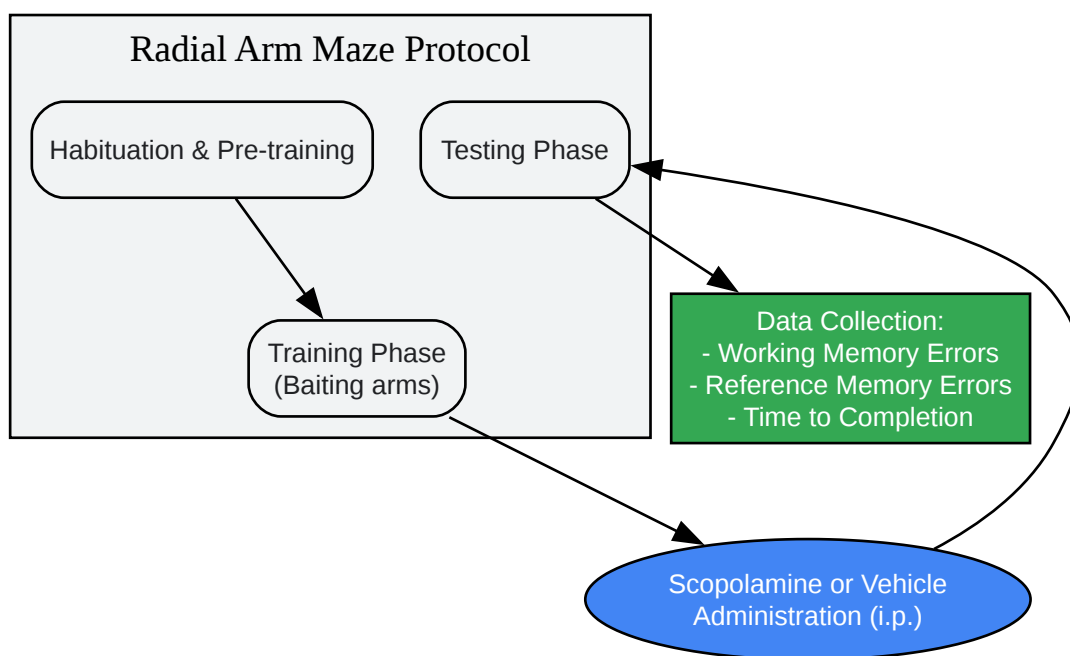 Radial Arm Maze Protocol
Habituation & Pre-training
Testing Phase
Training Phase
(Baiting arms)
Data Collection:
- Working Memory Errors
- Reference Memory Errors
- Time to Completion
Scopolamine or Vehicle
Administration (i.p.)